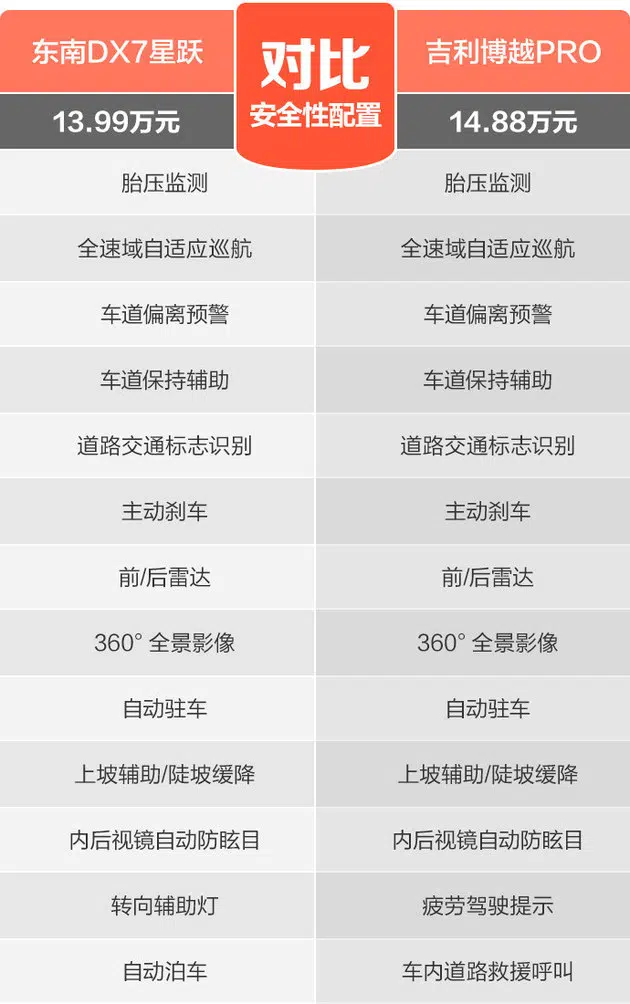 东南DX7星跃
对比
安全性配置
吉利博越PRO
13.99万元
14.88万元
胎压监测
胎压监测
全速域自适应巡航
全速域自适应巡航
车道偏离预警
车道偏离预警
车道保持辅助
车道保持辅助
道路交通标志识别
道路交通标志识别
主动刹车
主动刹车
前/后雷达
前/后雷达
360° 全景影像
360° 全景影像
自动驻车
自动驻车
上坡辅助/陡坡缓降
上坡辅助/陡坡缓降
内后视镜自动防眩目
内后视镜自动防眩目
转向辅助灯
疲劳驾驶提示
自动泊车
车内道路救援呼叫